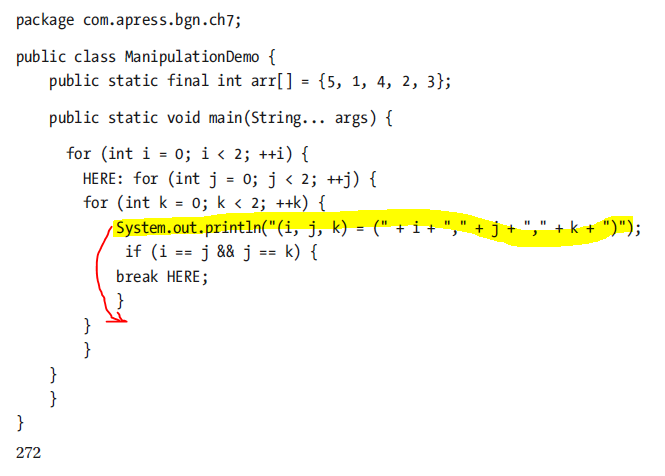 package com.apress.bgn.ch7;
public class ManipulationDemo {
public static final int arr[] = {5, 1, 4, 2, 3};
public static void main(String... args) {
for (int i = 0; i < 2; ++i) {
HERE: for (int j = 0; j < 2; ++j) {
for (int k = 0; k < 2; ++k) {
System.out.println("(i, j, k) = (" + i + "," + j + "," + k + ")");
if (i == j && j == k) {
break HERE;
}
}
}
}
}
}
272